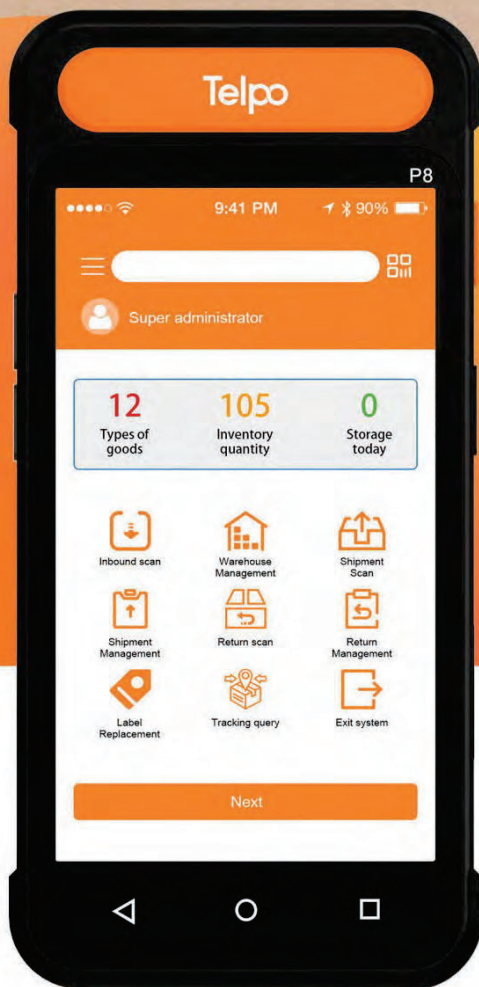 Telpo
P8
9:41 PM
90%
Super administrator
12
105
0
Types of
goods
Inventory
quantity
Storage
today
Inbound scan
Warehouse
Management
Shipment
Scan
Shipment
Management
Return scan
Return
Management
Label
Replacement
Tracking query
Exit system
Next